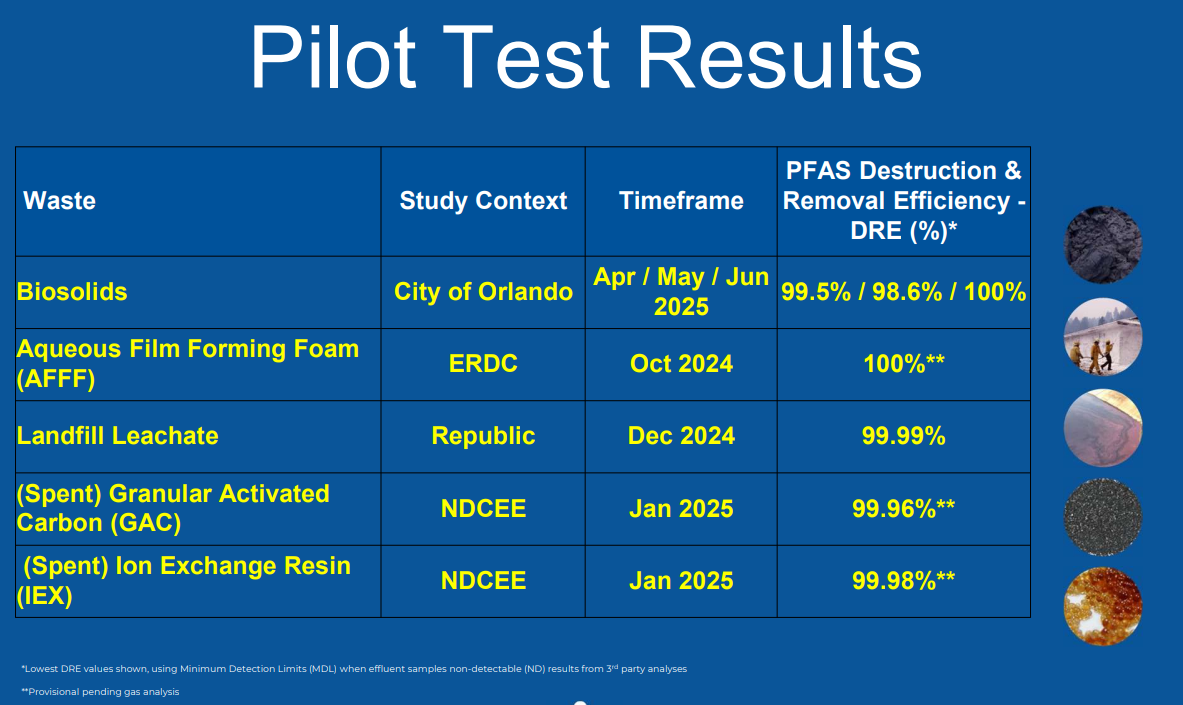 Pilot Test Results
Waste
Study Context
Timeframe
PFAS Destruction &
Removal Efficiency -
DRE (%)*
Biosolids
City of Orlando
Apr / May / Jun
2025
99.5% / 98.6% / 100%
Aqueous Film Forming Foam
(AFFF)
ERDC
Oct 2024
100%**
Landfill Leachate
Republic
Dec 2024
99.99%
(Spent) Granular Activated
Carbon (GAC)
NDCEE
Jan 2025
99.96%**
(Spent) Ion Exchange Resin
(IEX)
NDCEE
Jan 2025
99.98%**
*Lowest DRE values shown, using Minimum Detection Limits (MDL) when effluent samples non-detectable (ND) results from 3rd party analyses
**Provisional pending gas analysis